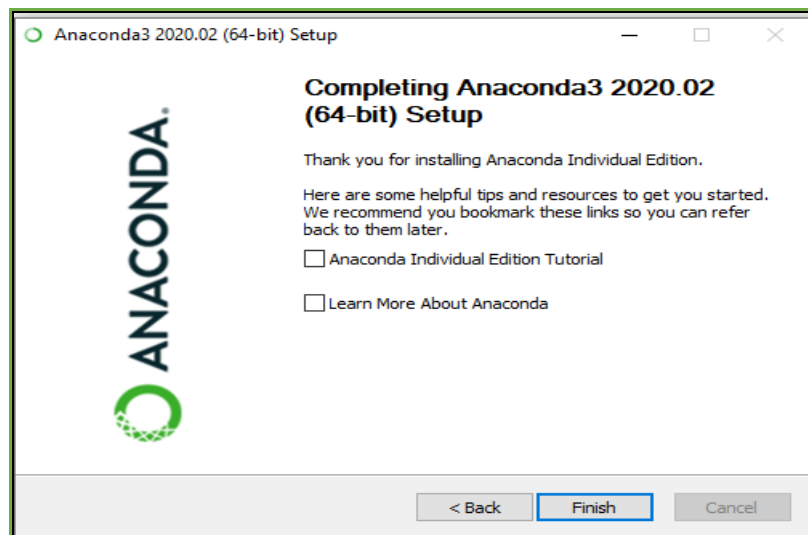 Anaconda3 2020.02 (64-bit) Setup
ANACONDA.
Completing Anaconda3 2020.02
(64-bit) Setup
Thank you for installing Anaconda Individual Edition.
Here are some helpful tips and resources to get you started.
We recommend you bookmark these links so you can refer
back to them later.
Anaconda Individual Edition Tutorial
Learn More About Anaconda
< Back Finish Cancel